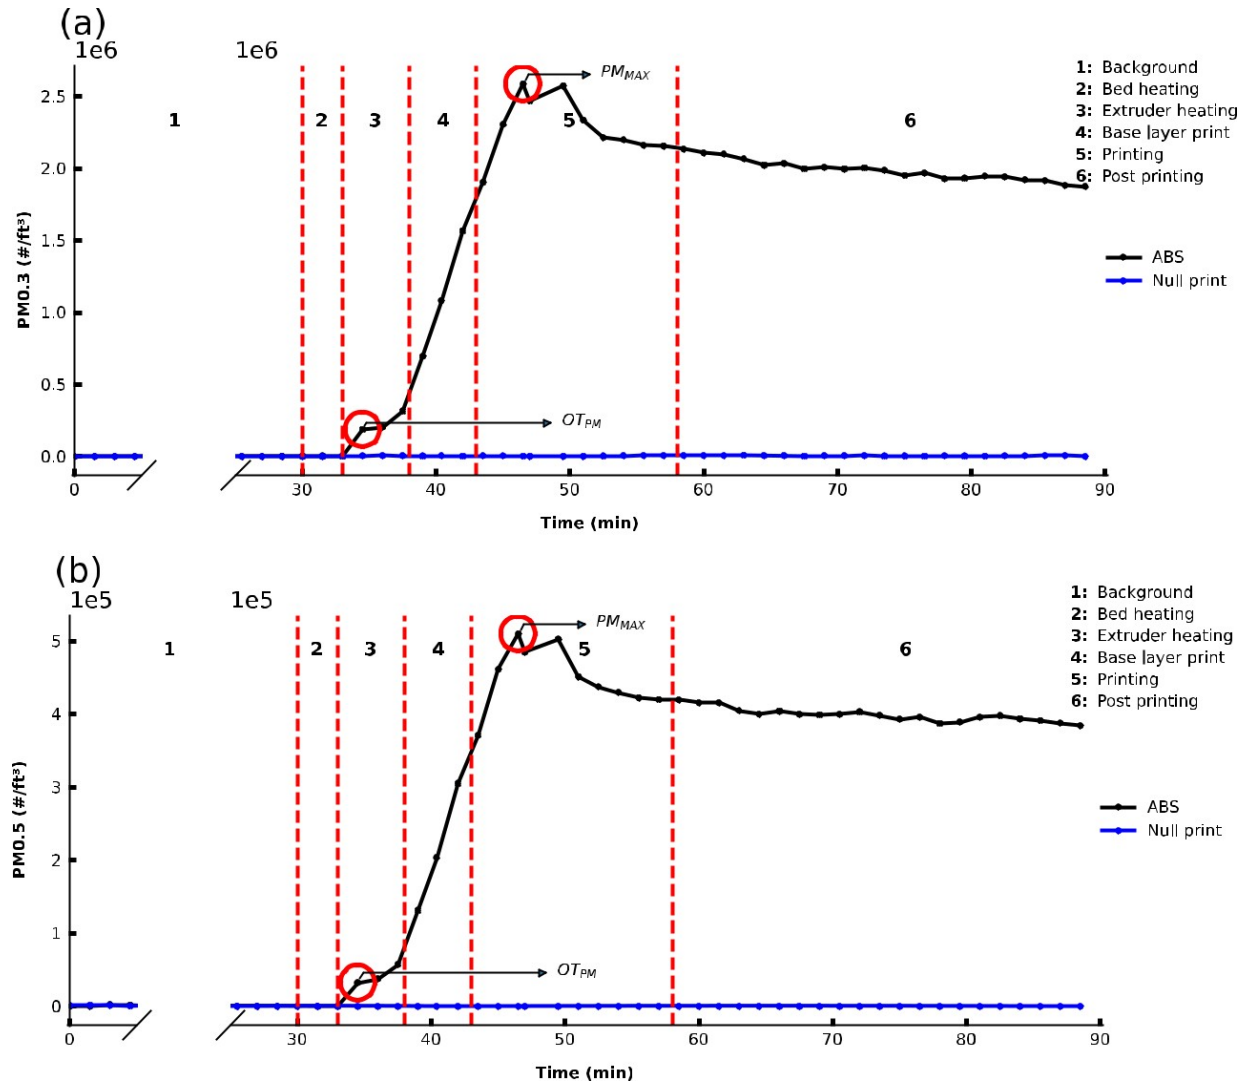 (a)
1e6
1e6
PM_MAX
1: Background
2: Bed heating
3: Extruder heating
4: Base layer print
5: Printing
6: Post printing
2.5
1
2
3
4
5
6
2.0
1.5
1.0
0.5
0.0
PM0.3 (#/ft³)
ABS
Null print
OT_PM
0
30
40
50
60
70
80
90
Time (min)
(b)
1e5
1e5
PM_MAX
1: Background
2: Bed heating
3: Extruder heating
4: Base layer print
5: Printing
6: Post printing
5
1
2
3
4
5
6
4
3
2
1
0
PM0.5 (#/ft³)
ABS
Null print
OT_PM
0
30
40
50
60
70
80
90
Time (min)